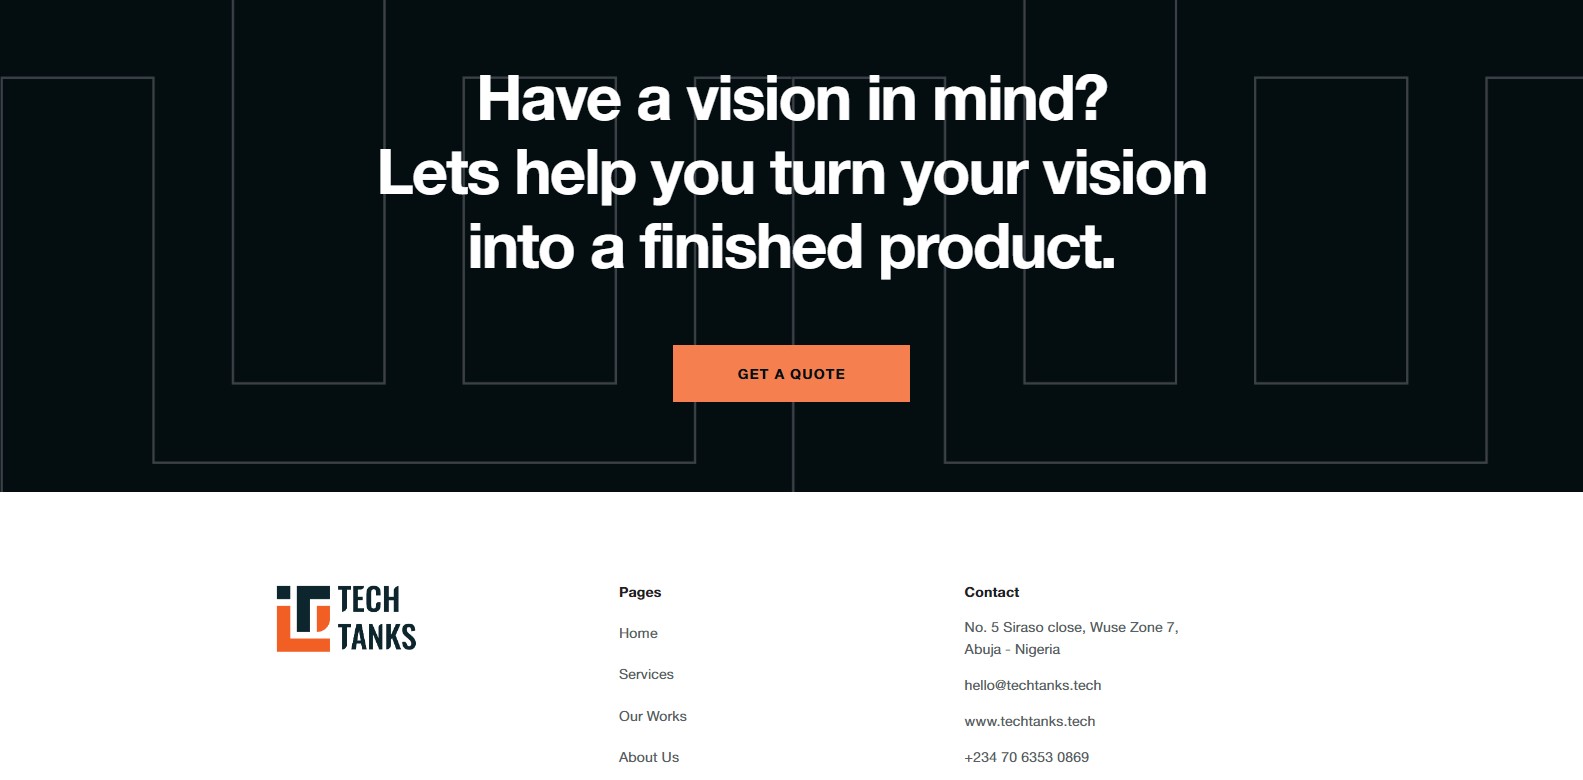 Have a vision in mind?
Lets help you turn your vision
into a finished product.
GET A QUOTE
TECH
TANKS
Pages
Home
Services
Our Works
About Us
Contact
No. 5 Siraso close, Wuse Zone 7,
Abuja - Nigeria
hello@techtanks.tech
www.techtanks.tech
+234 70 6353 0869